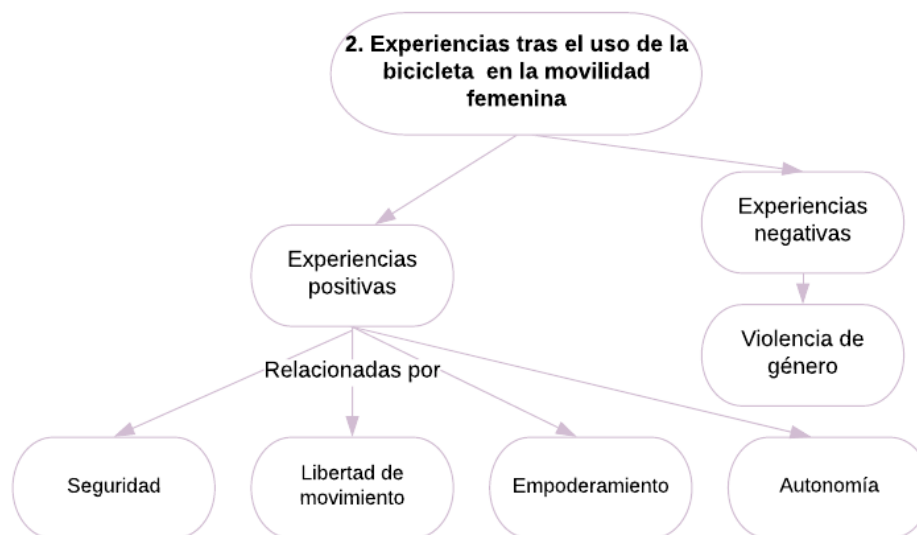 2. Experiencias tras el uso de la
bicicleta en la movilidad
femenina
Experiencias
negativas
Experiencias
positivas
Violencia de
género
Relacionadas por
Seguridad
Libertad de
movimiento
Empoderamiento
Autonomía